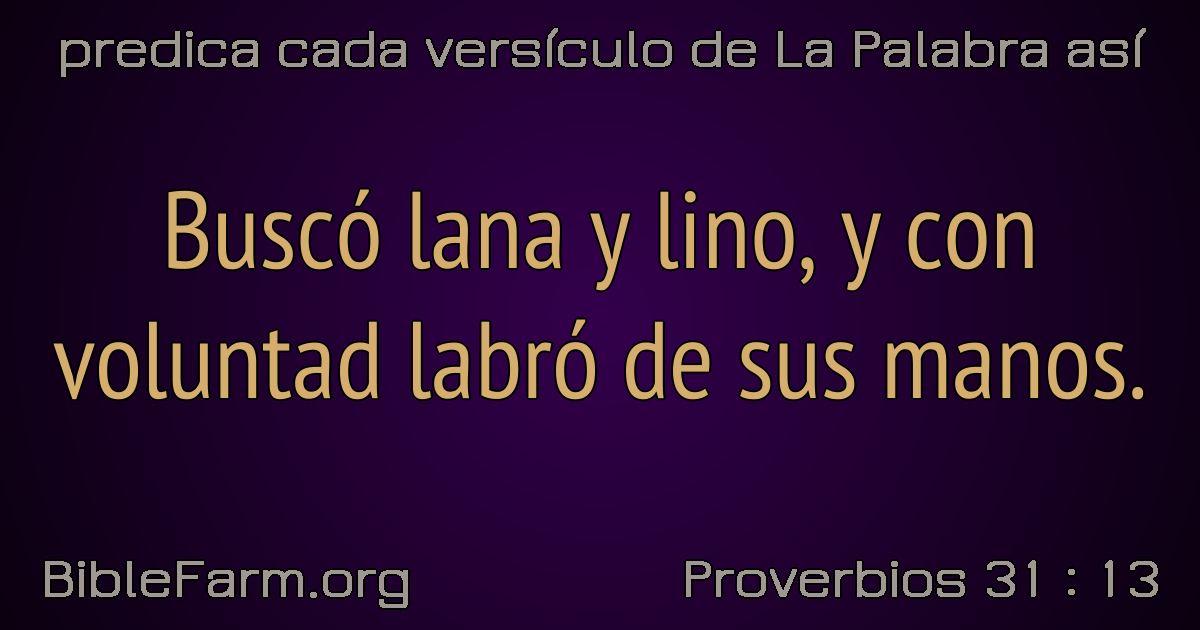 predica cada versículo de La Palabra así
Buscó lana y lino, y con
voluntad labró de sus manos.
BibleFarm.org
Proverbios 31 : 13